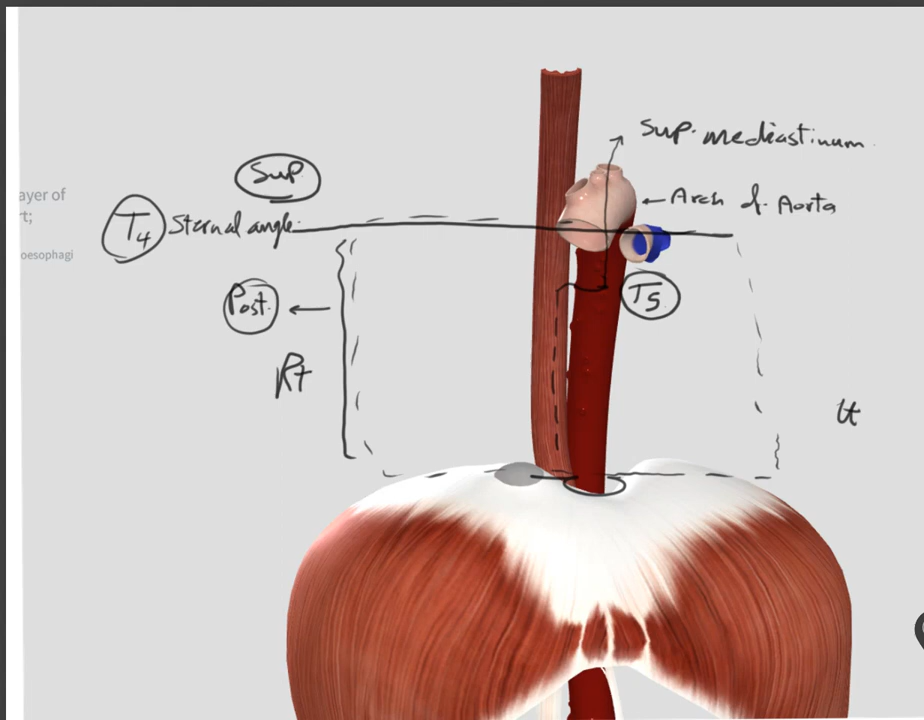 Sup. mediastinum
Sup
ayer of
rt;
T4 Sternal angle
Arch of Aorta
oesophagi
Post.
T5
Rt
Lt